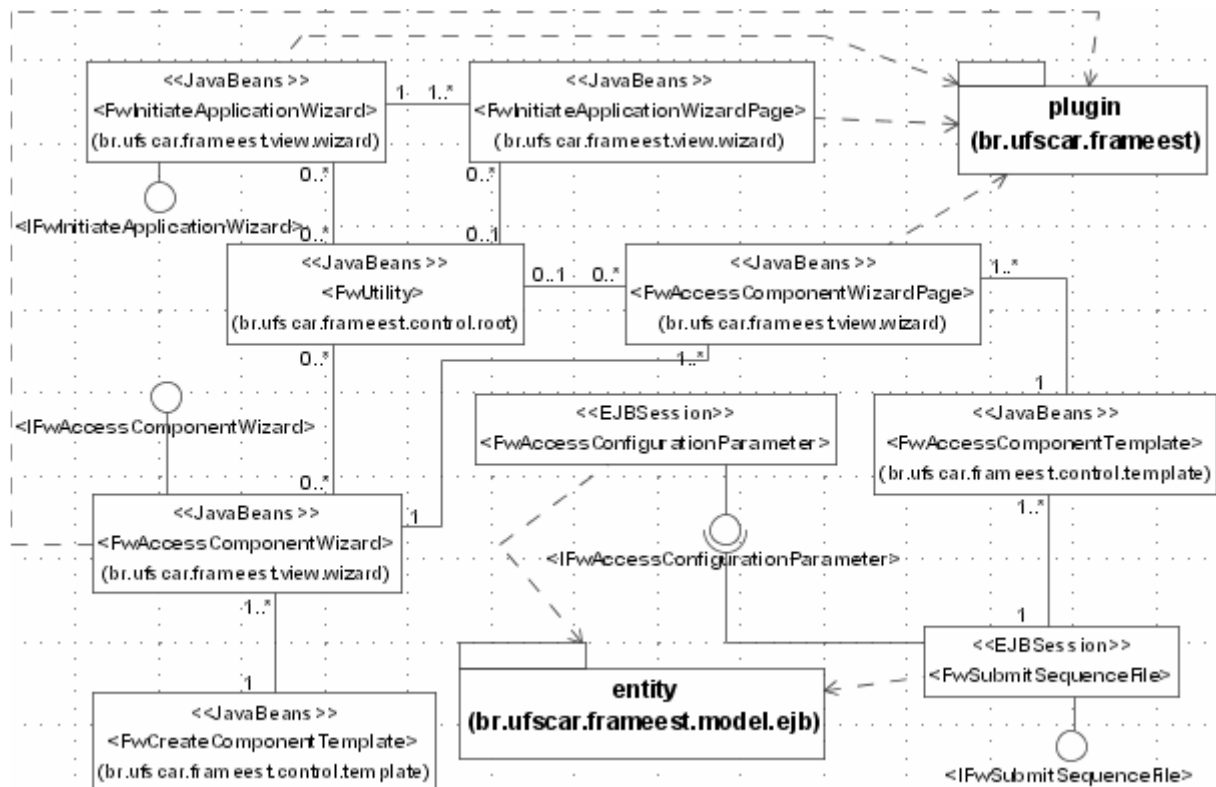 <<JavaBeans>>
<FwInitiateApplicationWizard>
(br.ufscar.frameest.view.wizard)
1
1..*
<<JavaBeans>>
<FwInitiateApplicationWizardPage>
(br.ufscar.frameest.view.wizard)
plugin
(br.ufscar.frameest)
0..*
0..*
<IFwInitiateApplicationWizard>
0..*
0..1
<<JavaBeans>>
<FwUtility>
(br.ufscar.frameest.control.root)
0..1
0..*
<<JavaBeans>>
<FwAccessComponentWizardPage>
(br.ufscar.frameest.view.wizard)
1..*
0..*
1..*
1
<IFwAccessComponentWizard>
<<EJBSession>>
<FwAccessConfigurationParameter>
<<JavaBeans>>
<FwAccessComponentTemplate>
(br.ufscar.frameest.control.template)
0..*
1
1..*
<<JavaBeans>>
<FwAccessComponentWizard>
(br.ufscar.frameest.view.wizard)
<IFwAccessConfigurationParameter>
1..*
1
1
<<EJBSession>>
<FwSubmitSequenceFile>
entity
(br.ufscar.frameest.model.ejb)
<<JavaBeans>>
<FwCreateComponentTemplate>
(br.ufscar.frameest.control.template)
<IFwSubmitSequenceFile>